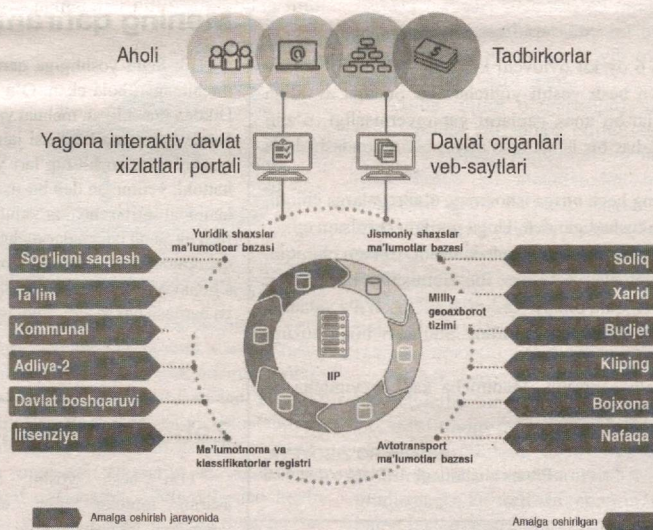 Aholi
Tadbirkorlar
Yagona interaktiv davlat
xizlatlari portali
Davlat organlari
veb-saytlari
Yuridik shaxslar
ma'lumotloar bazasi
Jismoniy shaxslar
ma'lumotlar bazasi
Sog'liqni saqlash
Ta'lim
Kommunal
Adliya-2
Davlat boshqaruvi
litsenziya
Milliy
geoaxborot
tizimi
IIP
Soliq
Xarid
Budjet
Kliping
Bojxona
Nafaqa
Ma'lumotnoma va
klassifikatorlar registri
Avtotransport
ma'lumotlar bazasi
Amalga oshirish jarayonida
Amalga oshirilgan